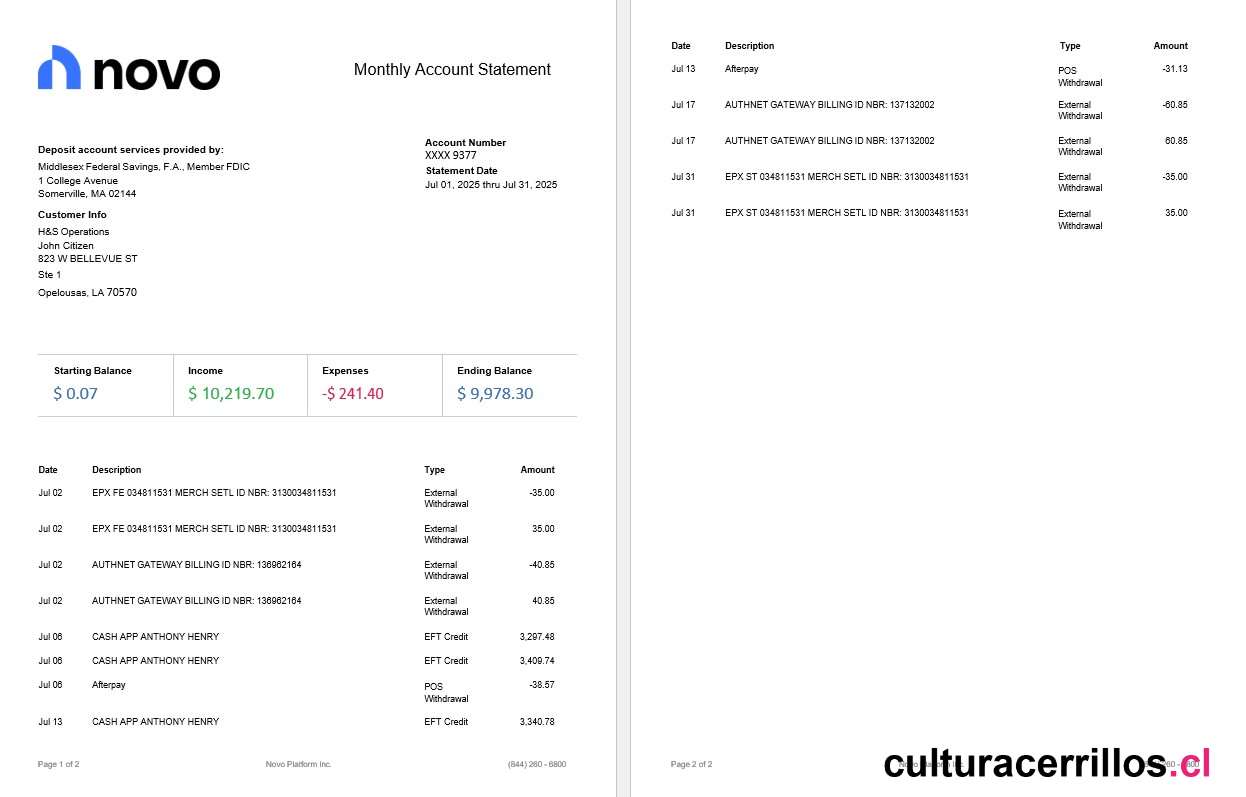 novo
Monthly Account Statement
Deposit account services provided by:
Middlesex Federal Savings, F.A., Member FDIC
1 College Avenue
Somerville, MA 02144
Account Number
XXXX 9377
Statement Date
Jul 01, 2025 thru Jul 31, 2025
Customer Info
H&S Operations
John Citizen
823 W BELLEVUE ST
Ste 1
Opelousas, LA 70570
Starting Balance Income Expenses Ending Balance
$ 0.07 $ 10,219.70 -$ 241.40 $ 9,978.30
Date Description Type Amount
Jul 02 EPX FE 034811531 MERCH SETL ID NBR: 3130034811531 External -35.00
Withdrawal
Jul 02 EPX FE 034811531 MERCH SETL ID NBR: 3130034811531 External 35.00
Withdrawal
Jul 02 AUTHNET GATEWAY BILLING ID NBR: 136962164 External -40.85
Withdrawal
Jul 02 AUTHNET GATEWAY BILLING ID NBR: 136962164 External 40.85
Withdrawal
Jul 06 CASH APP ANTHONY HENRY EFT Credit 3,297.48
Jul 06 CASH APP ANTHONY HENRY EFT Credit 3,409.74
Jul 06 Afterpay POS -38.57
Withdrawal
Jul 13 CASH APP ANTHONY HENRY EFT Credit 3,340.78
Page 1 of 2 Novo Platform Inc. (844) 260 - 6800
Date Description Type Amount
Jul 13 Afterpay POS -31.13
Withdrawal
Jul 17 AUTHNET GATEWAY BILLING ID NBR: 137132002 External -60.85
Withdrawal
Jul 17 AUTHNET GATEWAY BILLING ID NBR: 137132002 External 60.85
Withdrawal
Jul 31 EPX ST 034811531 MERCH SETL ID NBR: 3130034811531 External -35.00
Withdrawal
Jul 31 EPX ST 034811531 MERCH SETL ID NBR: 3130034811531 External 35.00
Withdrawal
Page 2 of 2
culturacerrillos.cl